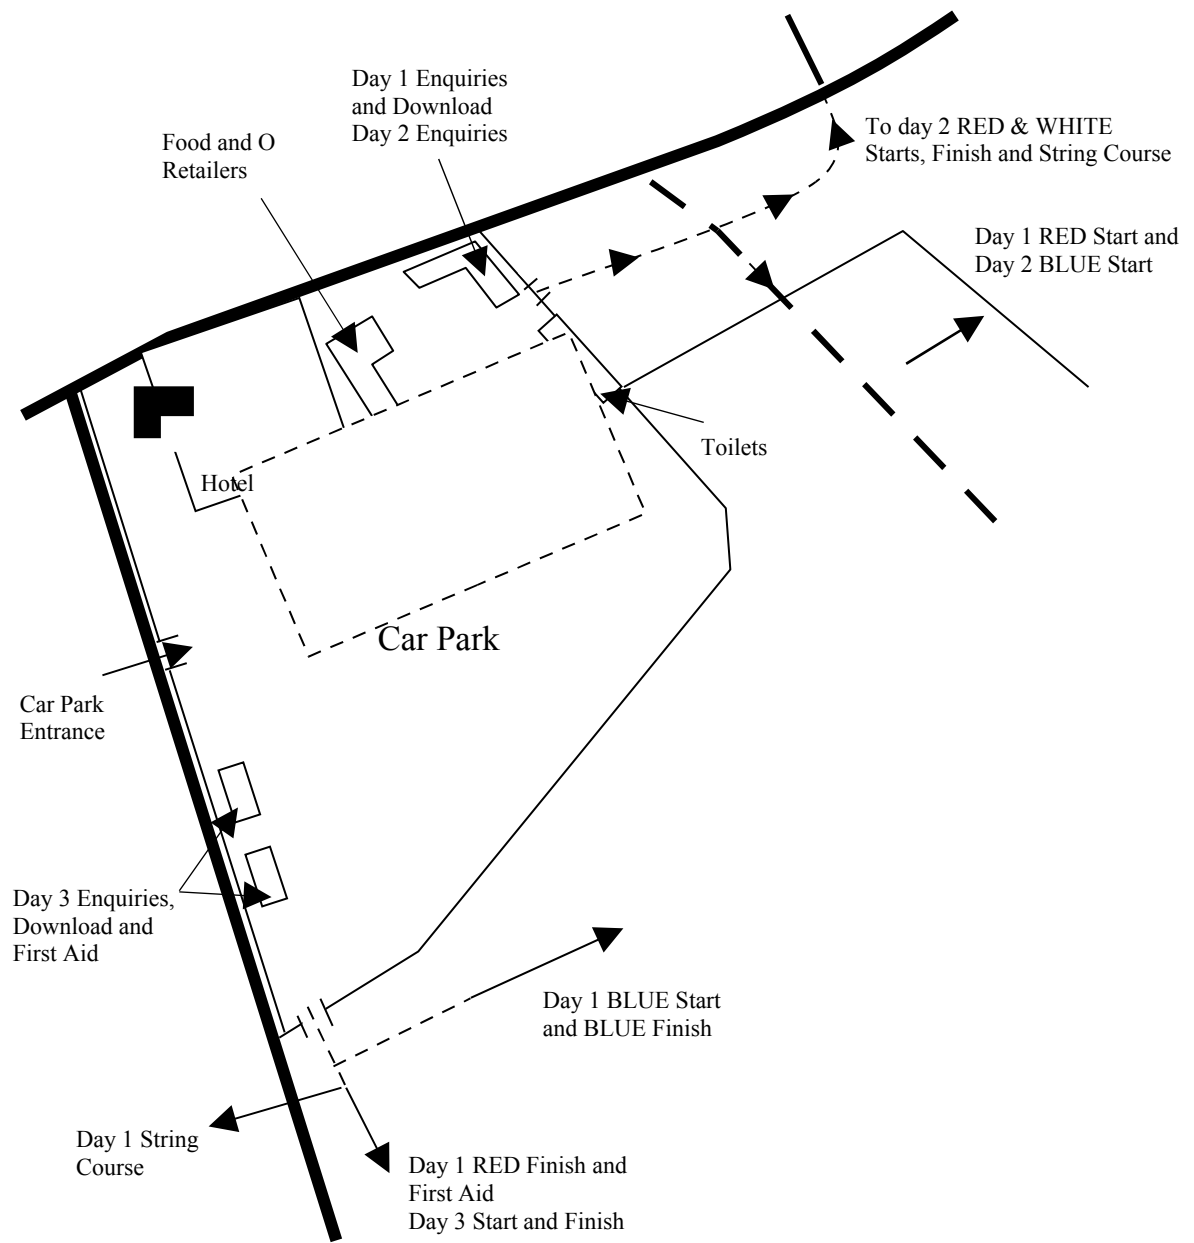 Day 1 Enquiries
and Download
Day 2 Enquiries
Food and O
Retailers
To day 2 RED & WHITE
Starts, Finish and String Course
Day 1 RED Start and
Day 2 BLUE Start
Toilets
Hotel
Car Park
Car Park
Entrance
Day 3 Enquiries,
Download and
First Aid
Day 1 BLUE Start
and BLUE Finish
Day 1 String
Course
Day 1 RED Finish and
First Aid
Day 3 Start and Finish